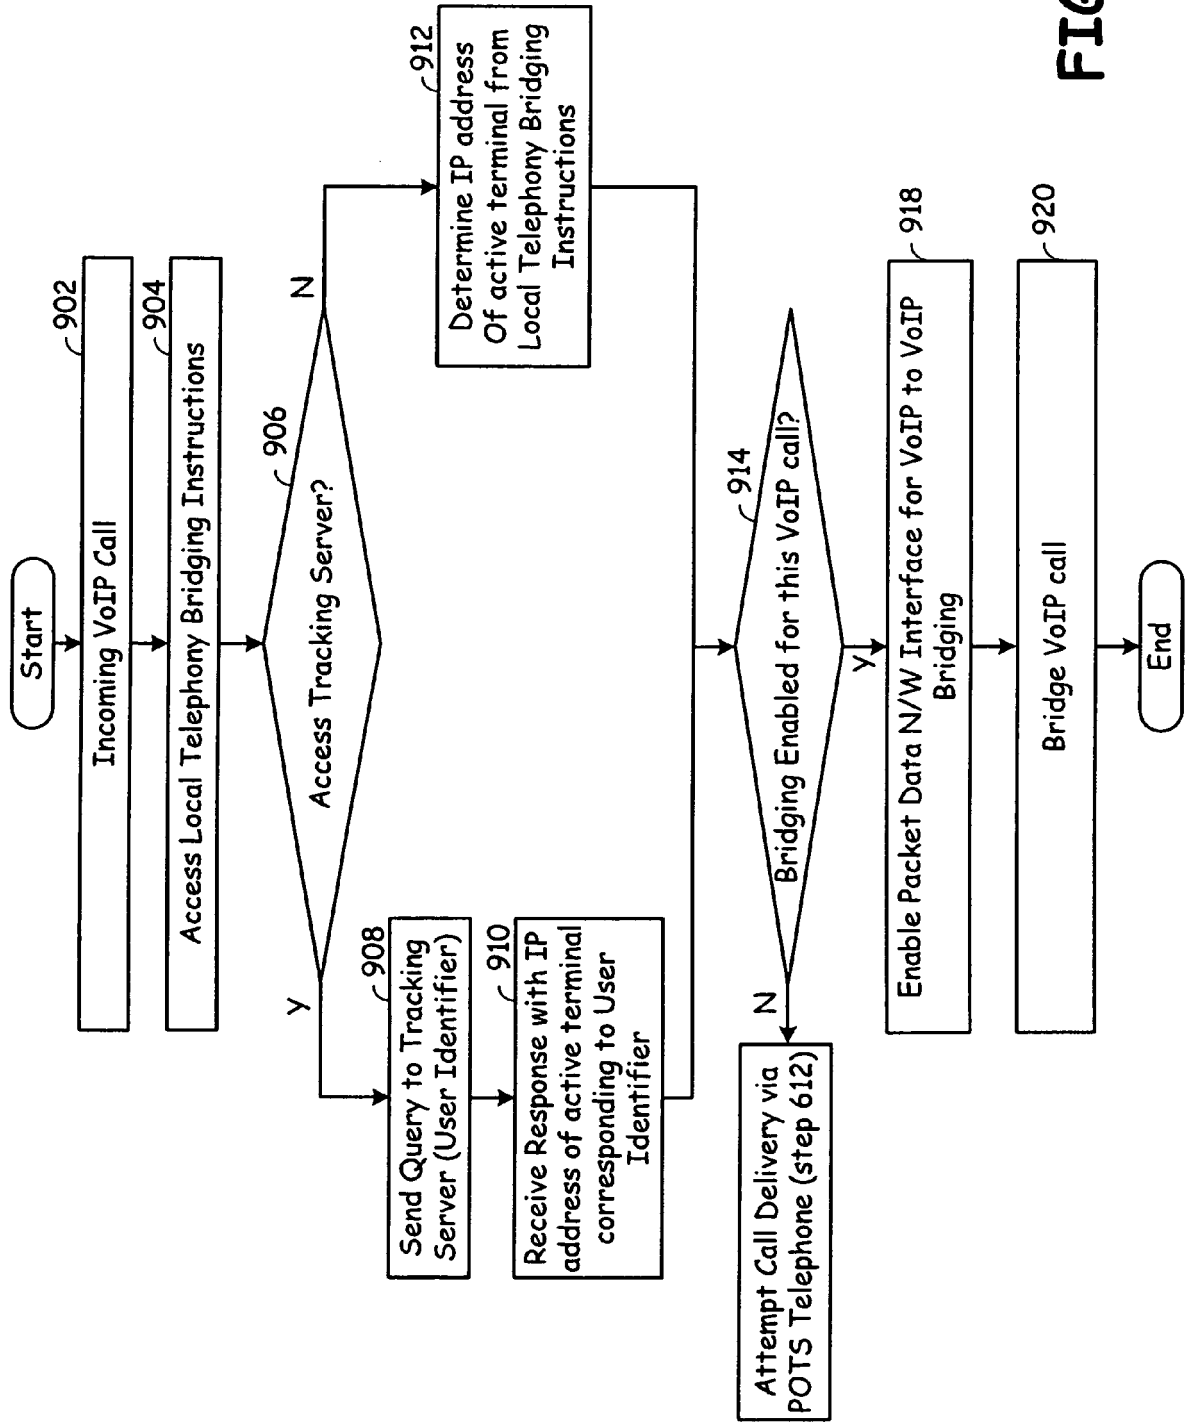 Start
902
Incoming VoIP Call
904
Access Local Telephony Bridging Instructions
906
Access Tracking Server?
Y
N
908
Send Query to Tracking
Server (User Identifier)
910
Receive Response with IP
address of active terminal
corresponding to User
Identifier
912
Determine IP address
Of active terminal from
Local Telephony Bridging
Instructions
914
Bridging Enabled for this VoIP call?
N
Y
Attempt Call Delivery via
POTS Telephone (step 612)
918
Enable Packet Data N/W Interface for VoIP to VoIP
Bridging
920
Bridge VoIP call
End